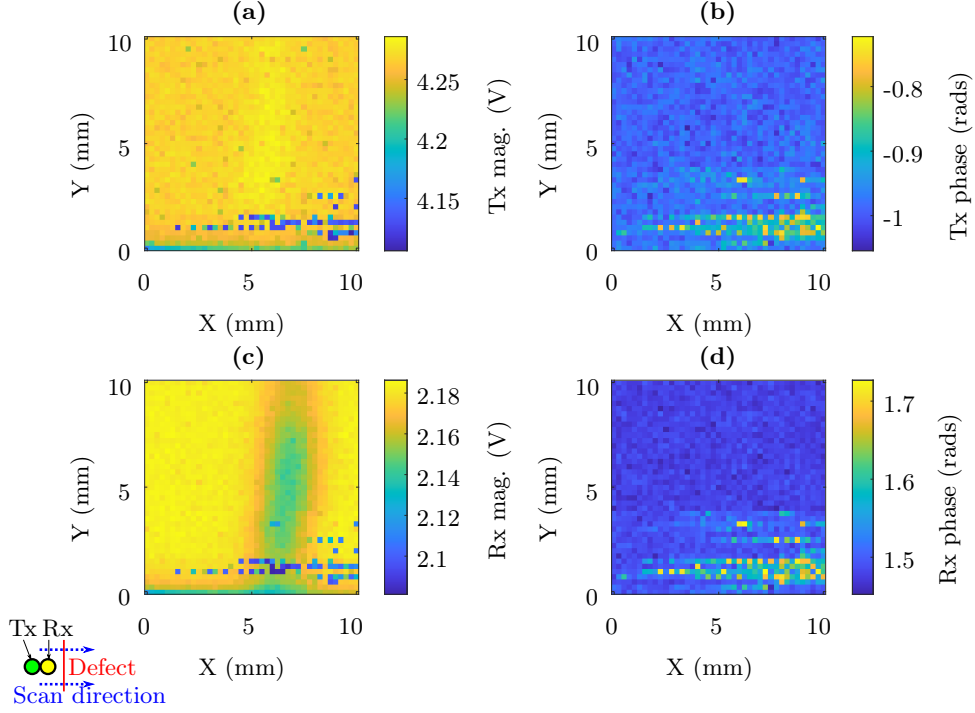 (a)
10
5
0
Y (mm)
0 5 10
X (mm)
4.25
4.2
4.15
Tx mag. (V)
(b)
10
5
0
Y (mm)
0 5 10
X (mm)
-0.8
-0.9
-1
Tx phase (rads)
(c)
10
5
0
Y (mm)
0 5 10
X (mm)
2.18
2.16
2.14
2.12
2.1
Rx mag. (V)
(d)
10
5
0
Y (mm)
0 5 10
X (mm)
1.7
1.6
1.5
Rx phase (rads)
Tx Rx
Defect
Scan direction